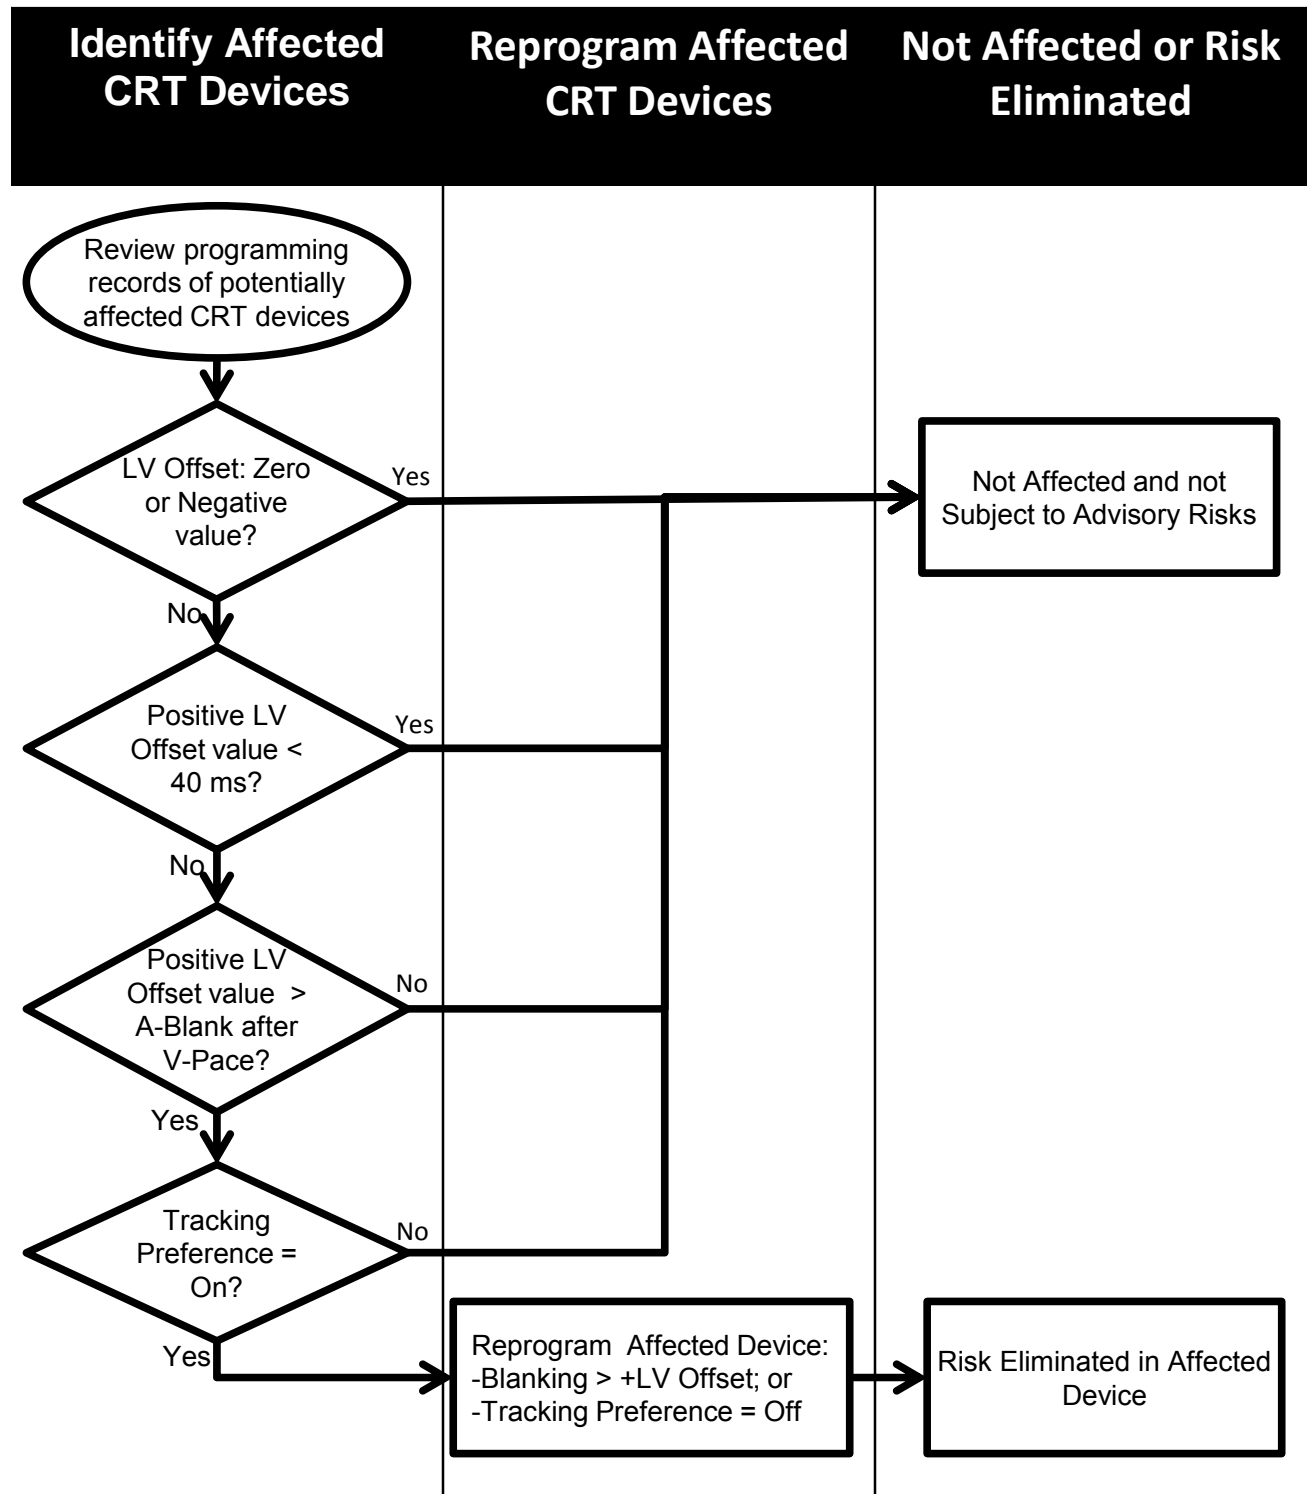 Identify Affected
CRT Devices
Reprogram Affected
CRT Devices
Not Affected or Risk
Eliminated
Review programming
records of potentially
affected CRT devices
LV Offset: Zero
or Negative
value?
Yes
Not Affected and not
Subject to Advisory Risks
No
Positive LV
Offset value <
40 ms?
Yes
No
Positive LV
Offset value >
A-Blank after
V-Pace?
No
Yes
Tracking
Preference =
On?
No
Yes
Reprogram Affected Device:
-Blanking > +LV Offset; or
-Tracking Preference = Off
Risk Eliminated in Affected
Device